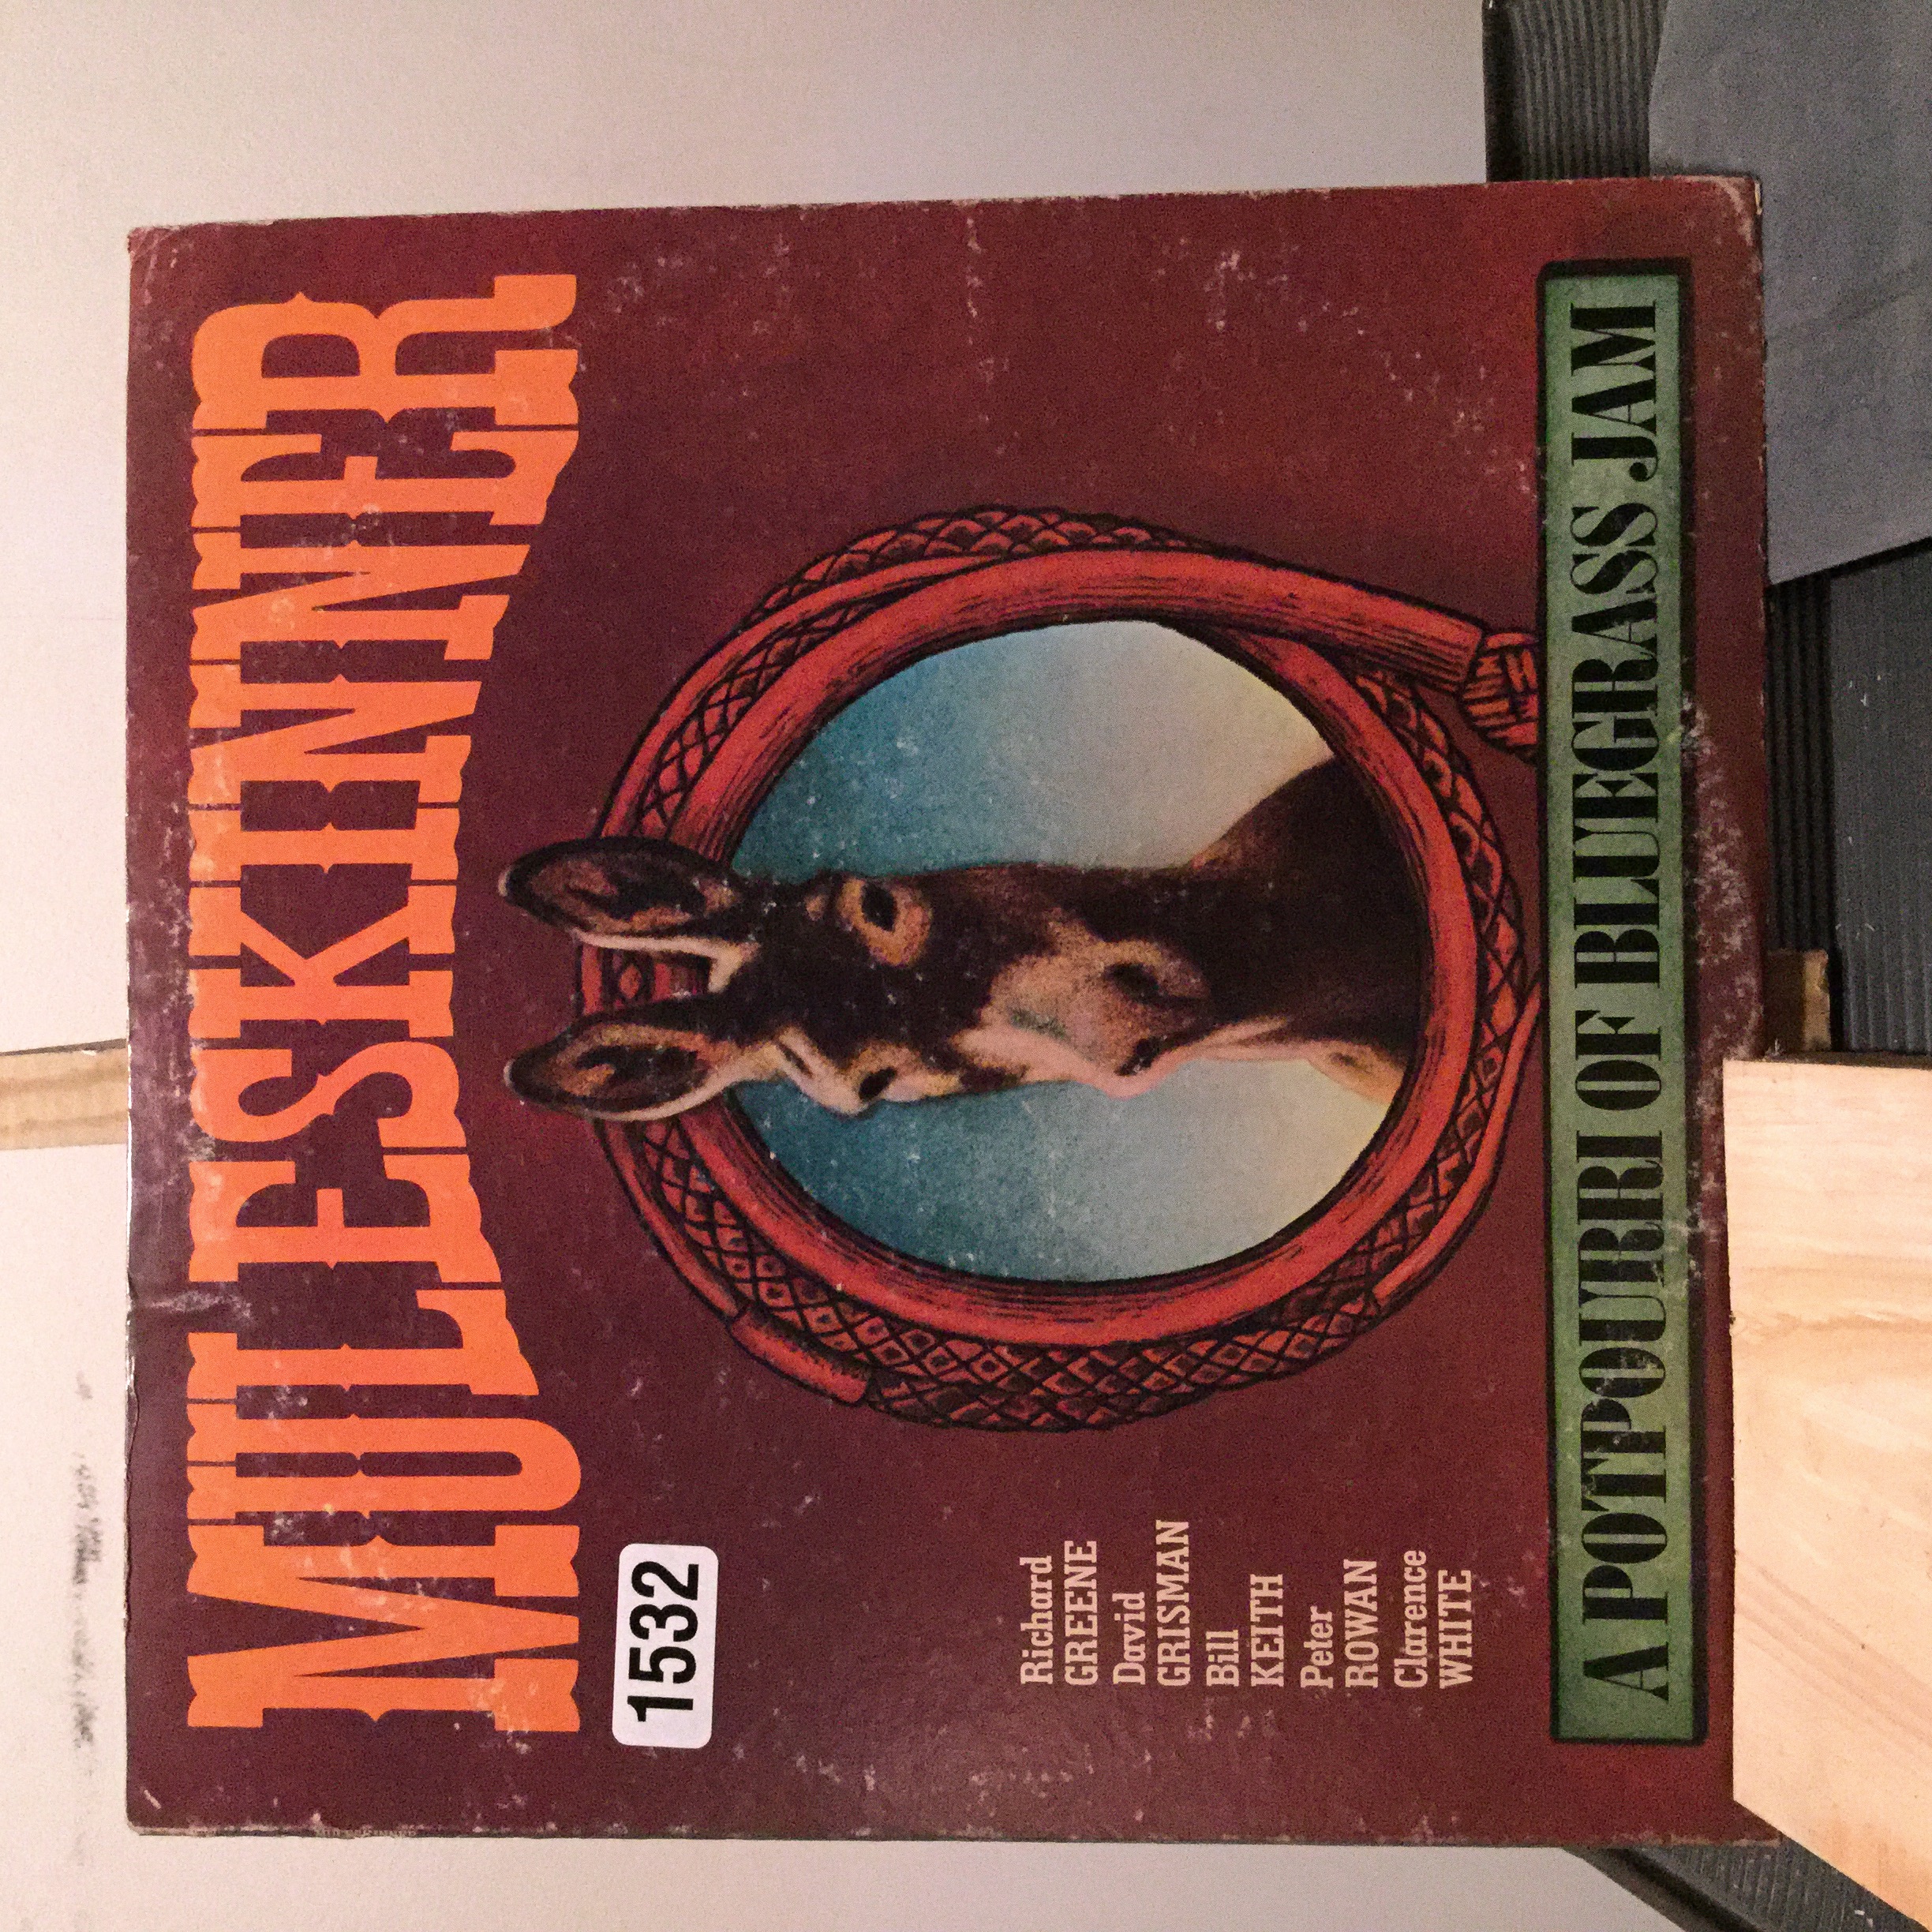 MULESKINNER
1532
Richard
GREENE
David
GRISMAN
Bill
KEITH
Peter
ROWAN
Clarence
WHITE
A POTPOURRI OF BLUEGRASS JAM